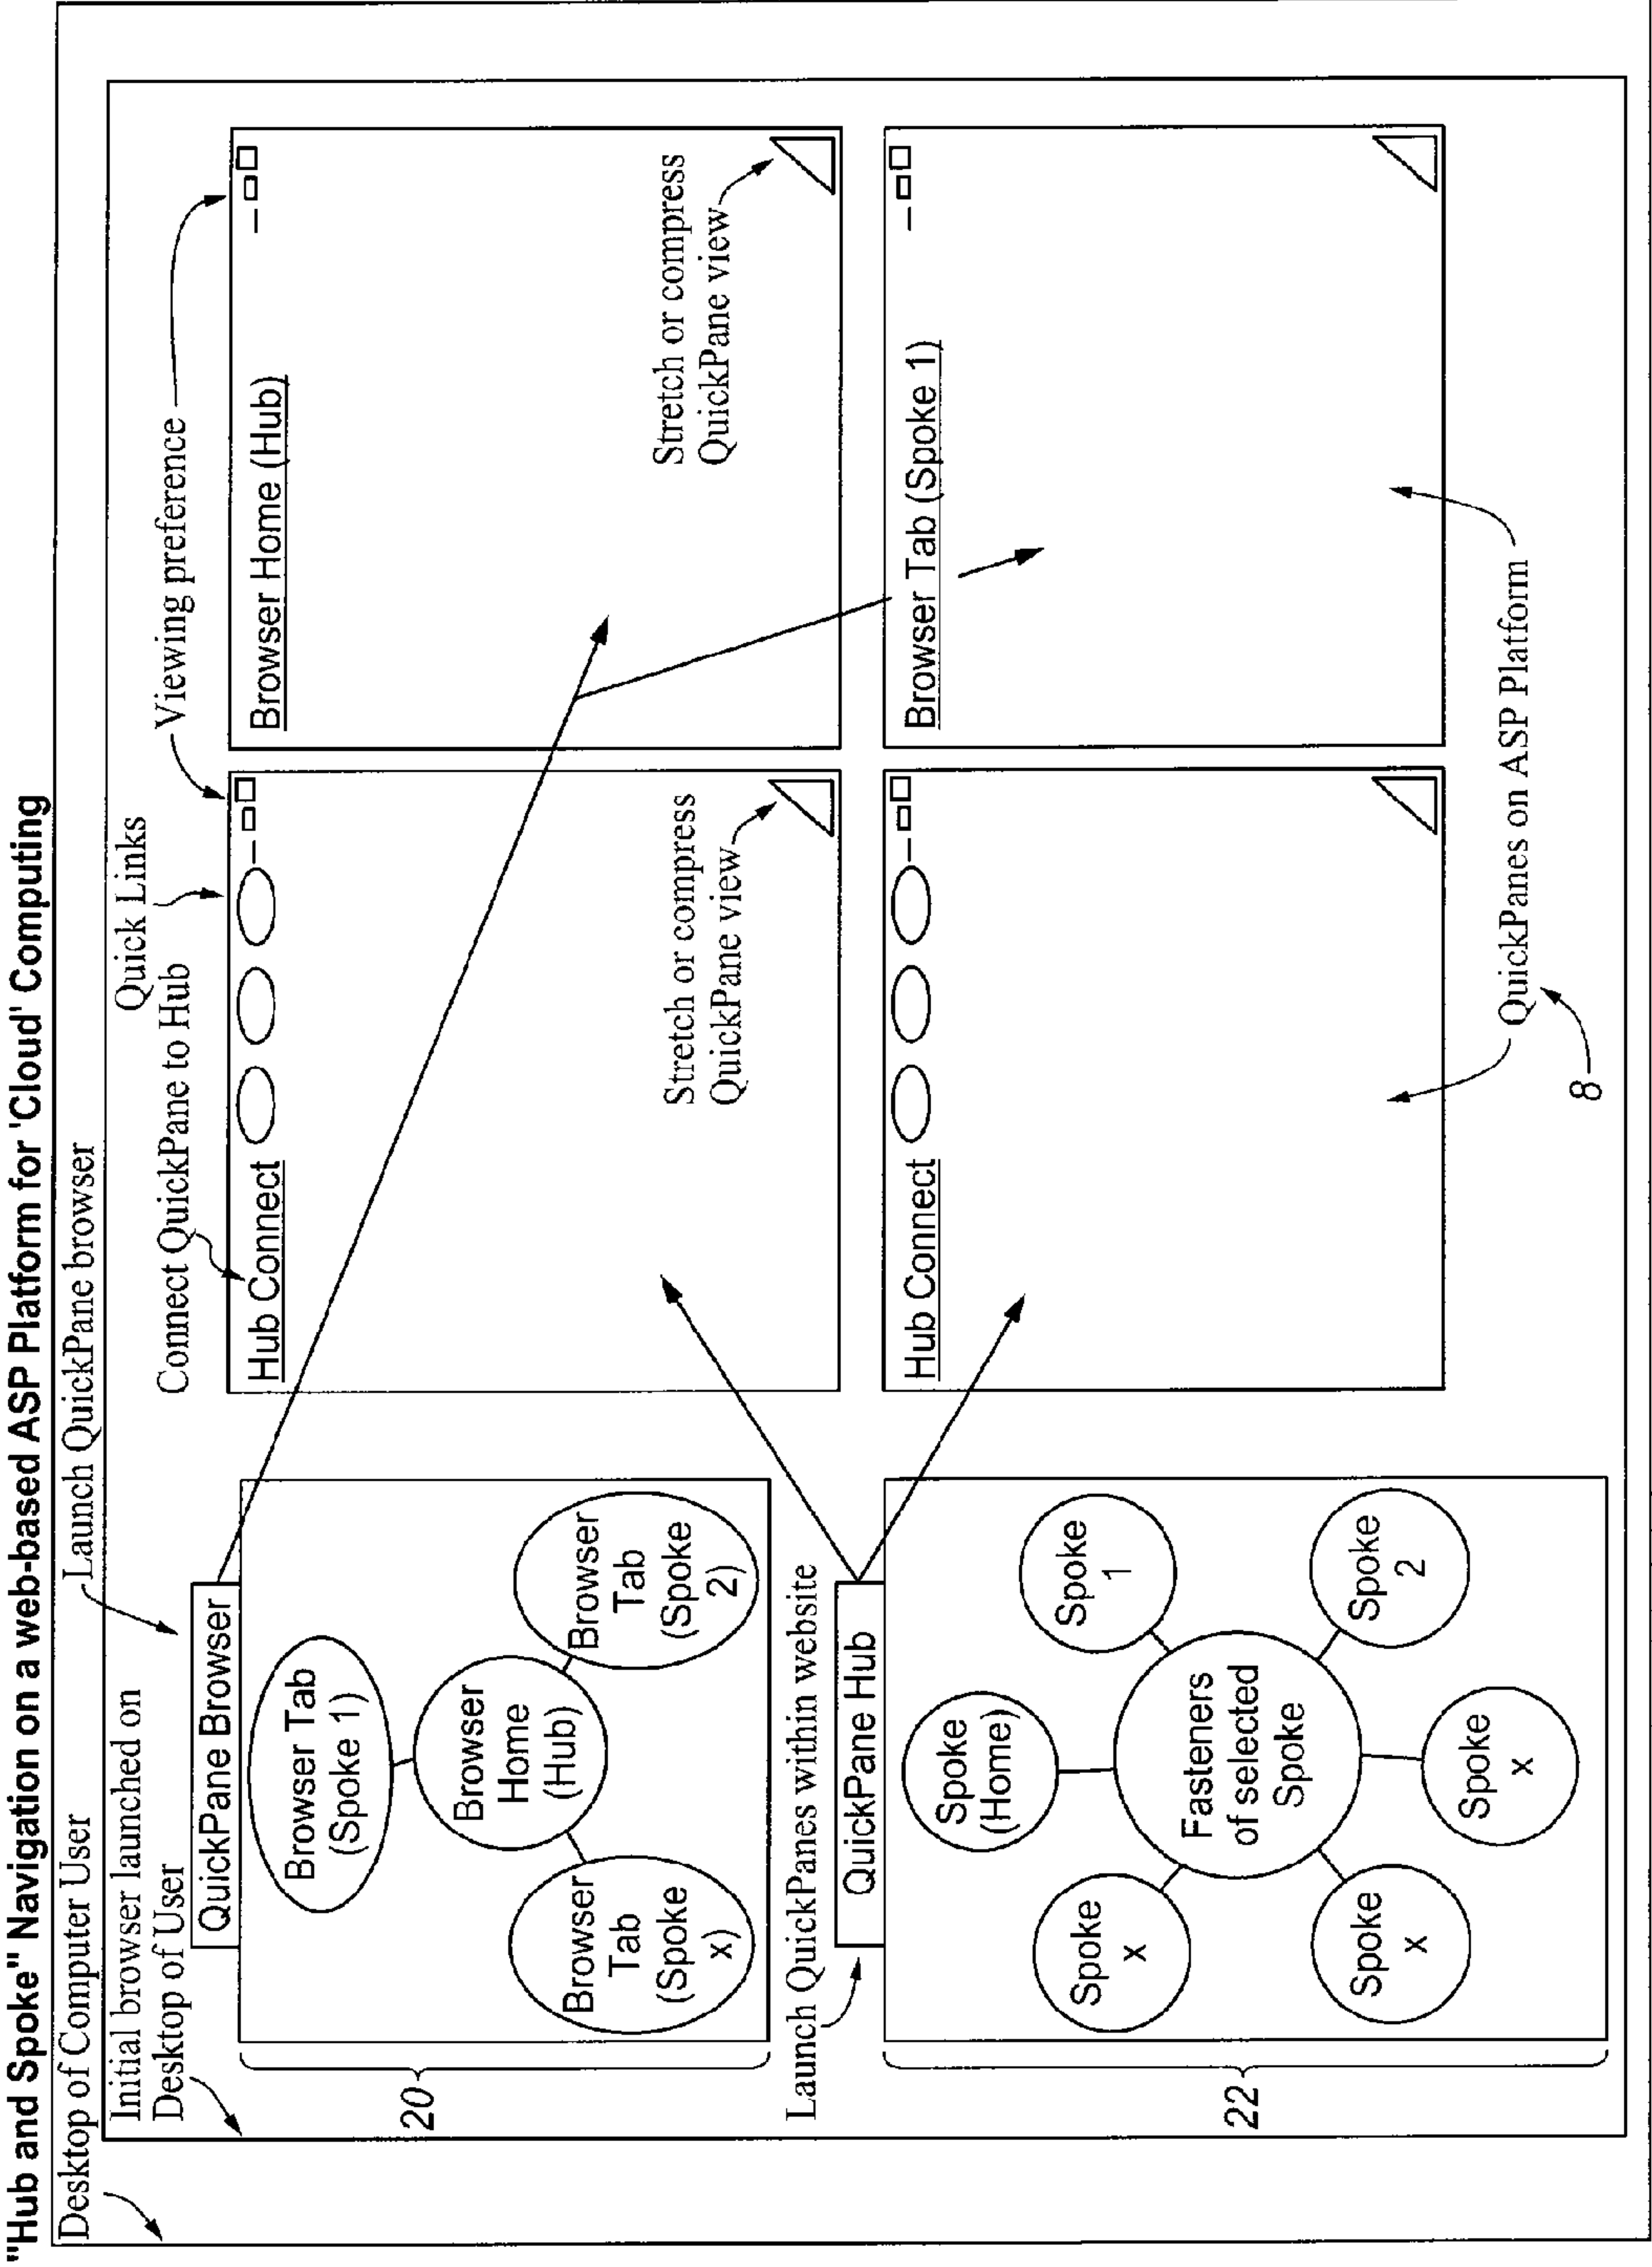 "Hub and Spoke" Navigation on a web-based ASP Platform for 'Cloud' Computing
Desktop of Computer User
Launch QuickPane browser
Initial browser launched on
Desktop of User
Connect QuickPane to Hub
Quick Links
Viewing preference
QuickPane Browser
Browser Tab
(Spoke 1)
Browser
Home
(Hub)
Browser
Tab
(Spoke
x)
Browser
Tab
(Spoke
2)
20
Hub Connect
Stretch or compress
QuickPane view
Browser Home (Hub)
Stretch or compress
QuickPane view
Launch QuickPanes within website
QuickPane Hub
Spoke
(Home)
Spoke
x
Spoke
1
Fasteners
of selected
Spoke
Spoke
x
Spoke
2
Spoke
x
22
Hub Connect
Browser Tab (Spoke 1)
QuickPanes on ASP Platform
8